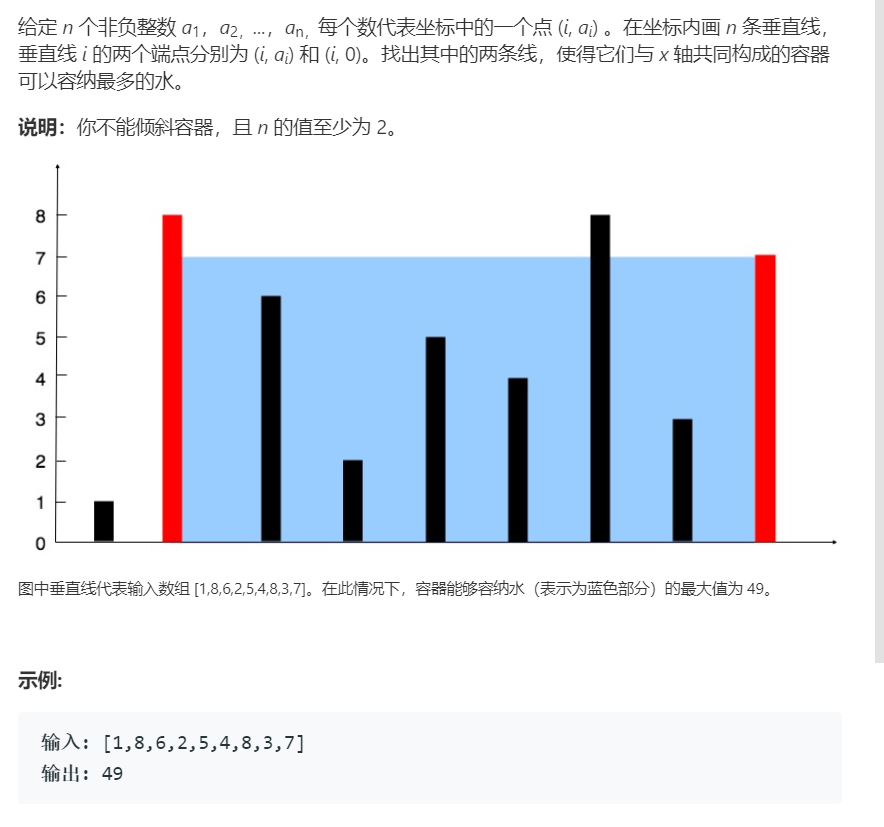 给定 n 个非负整数 a1，a2，...，an，每个数代表坐标中的一个点 (i, ai) 。在坐标内画 n 条垂直线，
垂直线 i 的两个端点分别为 (i, ai) 和 (i, 0)。找出其中的两条线，使得它们与 x 轴共同构成的容器
可以容纳最多的水。
说明：你不能倾斜容器，且 n 的值至少为 2。
8
7
6
5
4
3
2
1
0
图中垂直线代表输入数组 [1,8,6,2,5,4,8,3,7]。在此情况下，容器能够容纳水（表示为蓝色部分）的最大值为 49。
示例:
输入: [1,8,6,2,5,4,8,3,7]
输出: 49